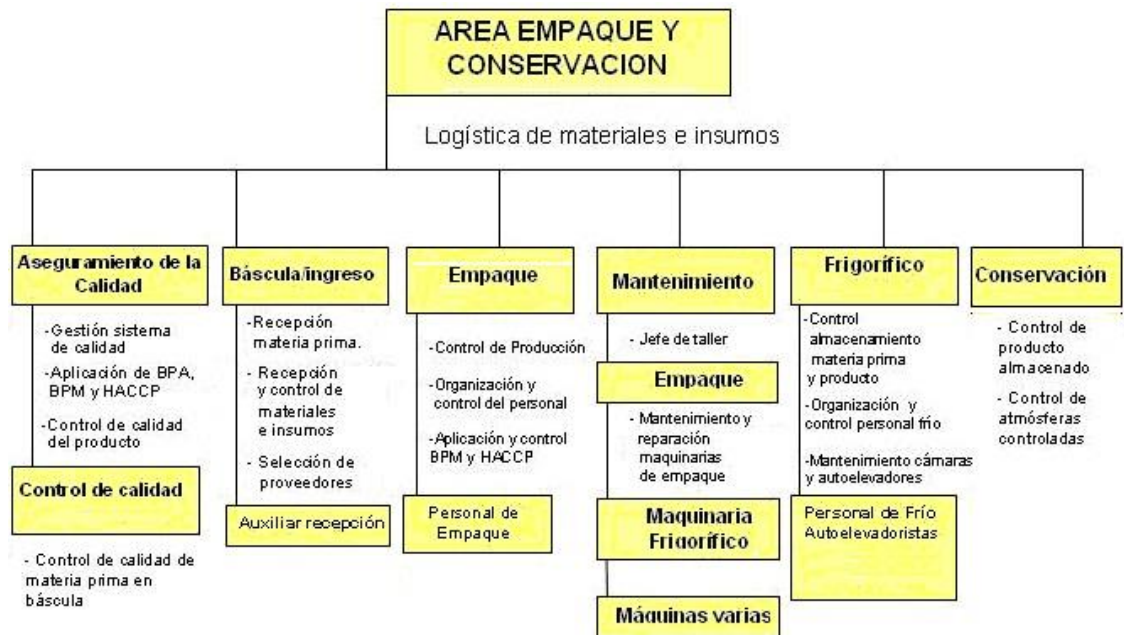 AREA EMPAQUE Y
CONSERVACION
Logística de materiales e insumos
Aseguramiento de la
Calidad
-Gestión sistema
de calidad
-Aplicación de BPA,
BPM y HACCP
-Control de calidad
del producto
Control de calidad
- Control de calidad de
materia prima en
báscula
Báscula/ingreso
-Recepción
materia prima.
- Recepción
y control de
materiales
e insumos
- Selección de
proveedores
Auxiliar recepción
Empaque
-Control de Producción
-Organización y
control del personal
-Aplicación y control
BPM y HACCP
Personal de
Empaque
Mantenimiento
- Jefe de taller
Empaque
- Mantenimiento y
reparación
maquinarias
de empaque
Maquinaria
Frigorífico
Máquinas varias
Frigorífico
-Control
almacenamiento
materia prima
y producto
-Organización y
control personal frío
-Mantenimiento cámaras
y autoelevadores
Personal de Frío
Autoelevadoristas
Conservación
- Control de
producto
almacenado
- Control de
atmósferas
controladas